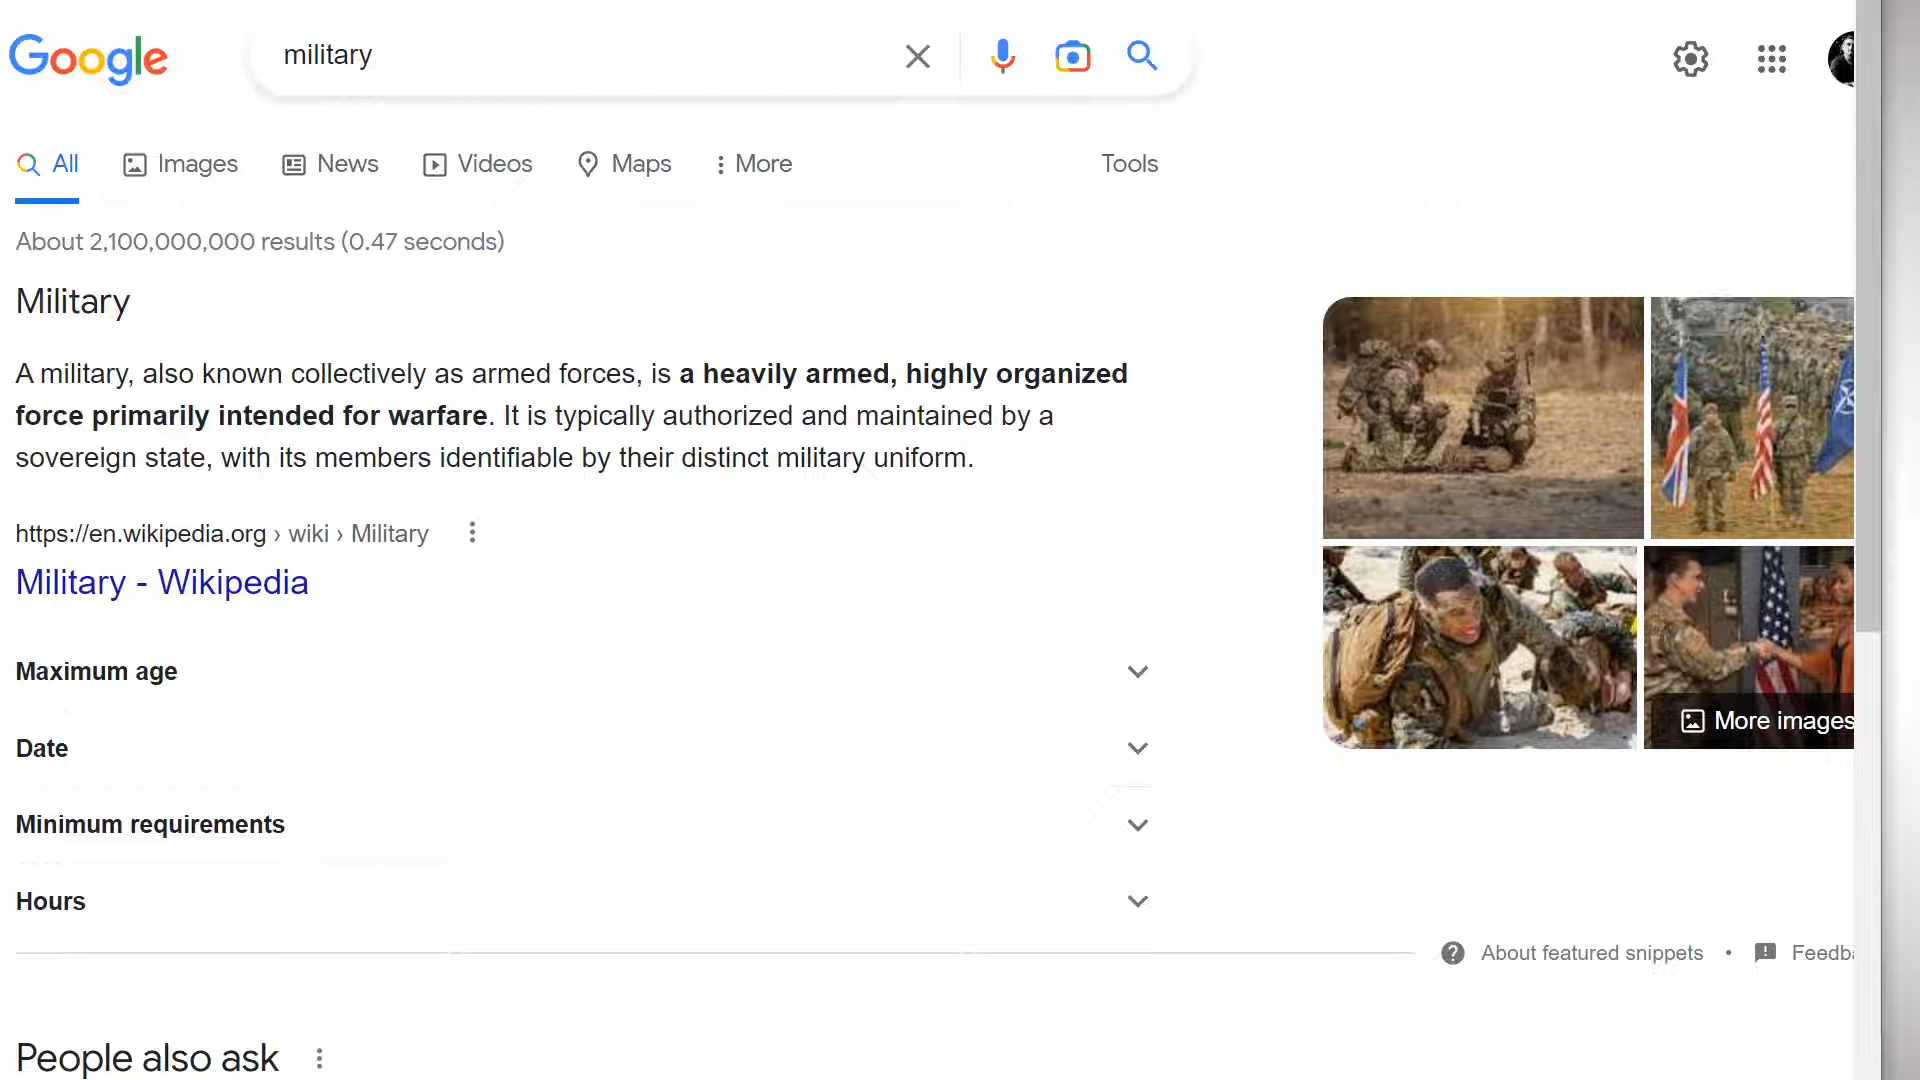 Google
military
All
Images
News
Videos
Maps
More
Tools
About 2,100,000,000 results (0.47 seconds)
Military
A military, also known collectively as armed forces, is a heavily armed, highly organized
force primarily intended for warfare. It is typically authorized and maintained by a
sovereign state, with its members identifiable by their distinct military uniform.
https://en.wikipedia.org › wiki › Military
Military - Wikipedia
More images
Maximum age
Date
Minimum requirements
Hours
About featured snippets • Feedba
People also ask